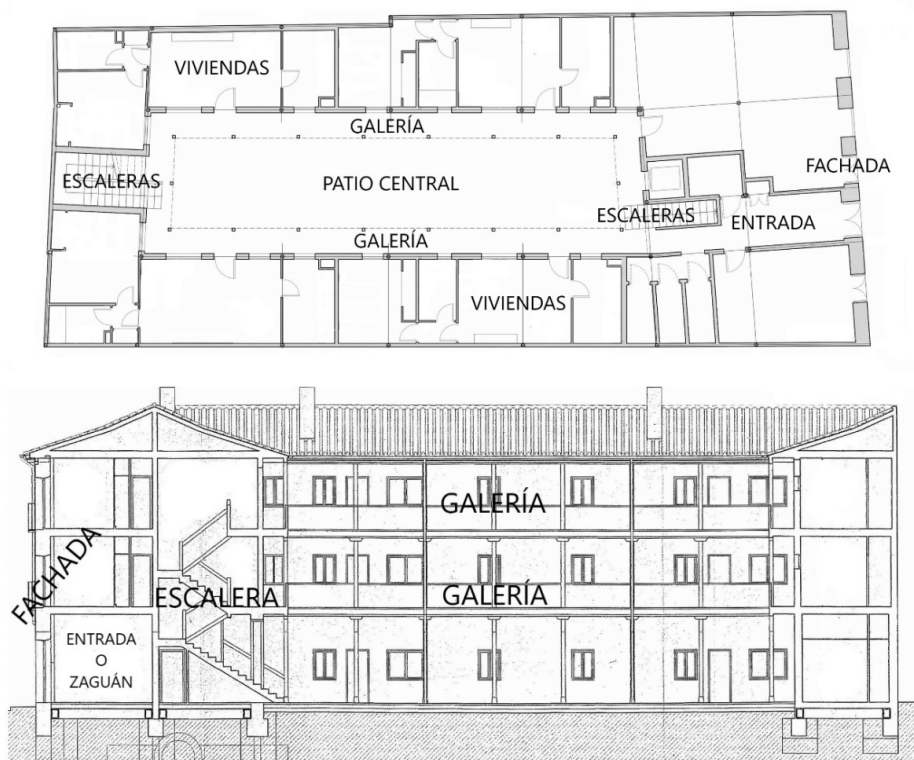 VIVIENDAS
GALERÍA
FACHADA
ESCALERAS
PATIO CENTRAL
ESCALERAS
ENTRADA
GALERÍA
VIVIENDAS
GALERÍA
FACHADA
ESCALERA
GALERÍA
ENTRADA
O
ZAGUÁN